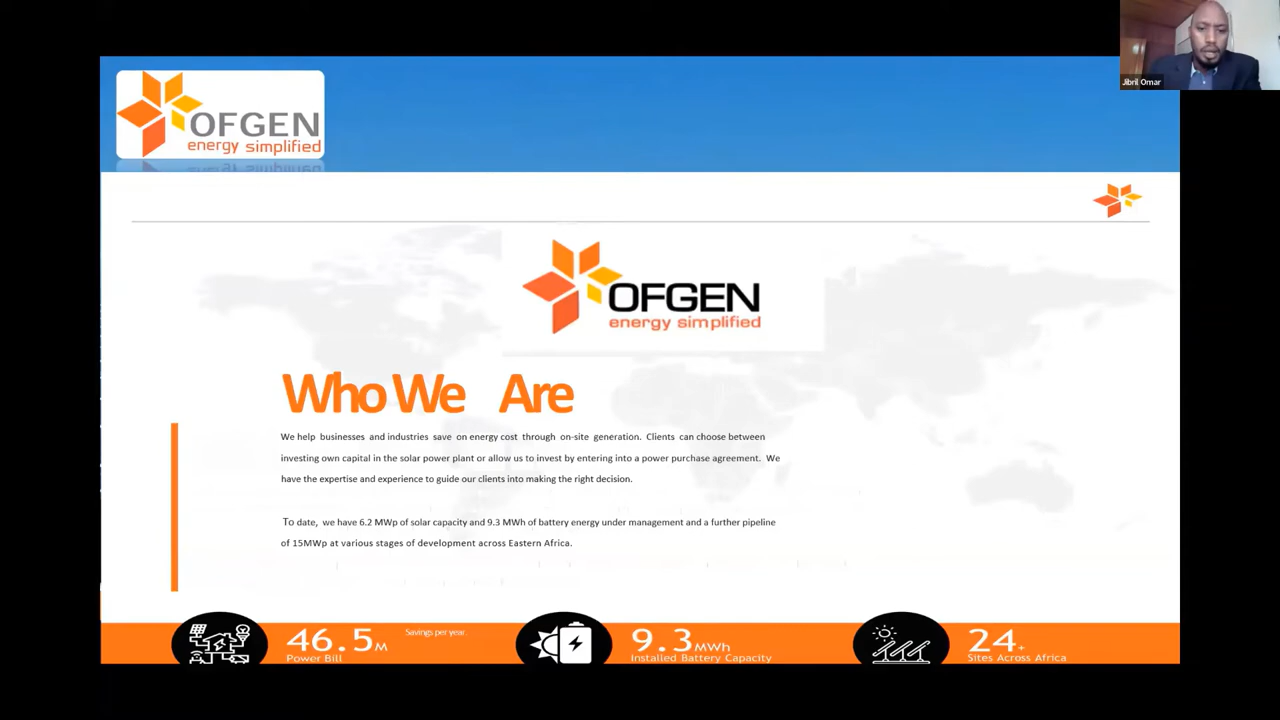 Jibril Omar
OFGEN
energy simplified
OFGEN
energy simplified
Who We Are
We help businesses and industries save on energy cost through on-site generation. Clients can choose between
investing own capital in the solar power plant or allow us to invest by entering into a power purchase agreement. We
have the expertise and experience to guide our clients into making the right decision.
To date, we have 6.2 MWp of solar capacity and 9.3 MWh of battery energy under management and a further pipeline
of 15MWp at various stages of development across Eastern Africa.
46.5M Savings per year.
Power Bill
9.3MWh
Installed Battery Capacity
24+
Sites Across Africa